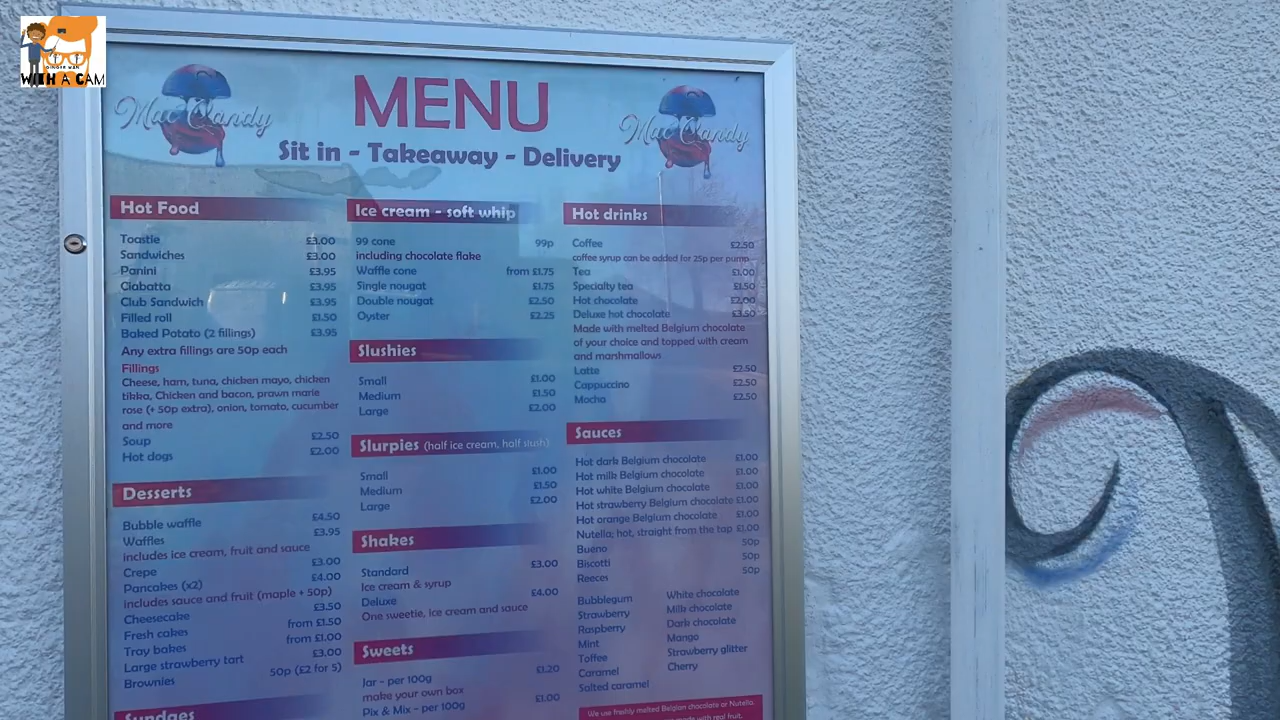 GINGER MAN
WITH A CAM
Mac Candy
MENU
Mac Candy
Sit in - Takeaway - Delivery
Hot Food
Toastie £3.00
Sandwiches £3.00
Panini £3.95
Ciabatta £3.95
Club Sandwich £3.95
Filled roll £1.50
Baked Potato (2 fillings) £3.95
Any extra fillings are 50p each
Fillings
Cheese, ham, tuna, chicken mayo, chicken
tikka, Chicken and bacon, prawn marie
rose (+ 50p extra), onion, tomato, cucumber
and more
Soup £2.50
Hot dogs £2.00
Desserts
Bubble waffle £4.50
Waffles £3.95
includes ice cream, fruit and sauce
Crepe £3.00
Pancakes (x2) £4.00
includes sauce and fruit (maple + 50p)
Cheesecake £3.50
Fresh cakes from £1.50
Tray bakes from £1.00
Large strawberry tart £3.00
Brownies 50p (£2 for 5)
Sundaes
Ice cream - soft whip
99 cone 99p
including chocolate flake
Waffle cone from £1.75
Single nougat £1.75
Double nougat £2.50
Oyster £2.25
Slushies
Small £1.00
Medium £1.50
Large £2.00
Slurpies (half ice cream, half slush)
Small £1.00
Medium £1.50
Large £2.00
Shakes
Standard £3.00
Ice cream & syrup
Deluxe £4.00
One sweetie, ice cream and sauce
Sweets
Jar - per 100g £1.20
make your own box
Pix & Mix - per 100g £1.00
Hot drinks
Coffee £2.50
coffee syrup can be added for 25p per pump
Tea £1.00
Specialty tea £1.50
Hot chocolate £2.00
Deluxe hot chocolate £3.50
Made with melted Belgium chocolate
of your choice and topped with cream
and marshmallows
Latte £2.50
Cappuccino £2.50
Mocha £2.50
Sauces
Hot dark Belgium chocolate £1.00
Hot milk Belgium chocolate £1.00
Hot white Belgium chocolate £1.00
Hot strawberry Belgium chocolate £1.00
Hot orange Belgium chocolate £1.00
Nutella; hot, straight from the tap £1.00
Bueno 50p
Biscotti 50p
Reeces 50p
Bubblegum White chocolate
Strawberry Milk chocolate
Raspberry Dark chocolate
Mint Mango
Toffee Strawberry glitter
Caramel Cherry
Salted caramel
We use freshly melted Belgian chocolate or Nutella.
made with real fruit,